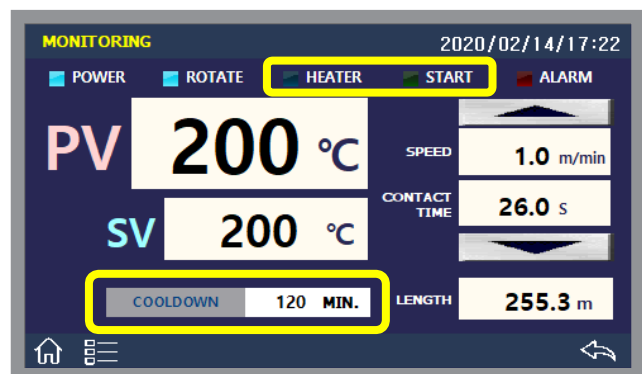 MONITORING 2020/02/14/17:22
POWER ROTATE HEATER START ALARM
PV 200 ℃
SPEED 1.0 m/min
CONTACT TIME 26.0 S
SV 200 ℃
COOLDOWN 120 MIN.
LENGTH 255.3 m